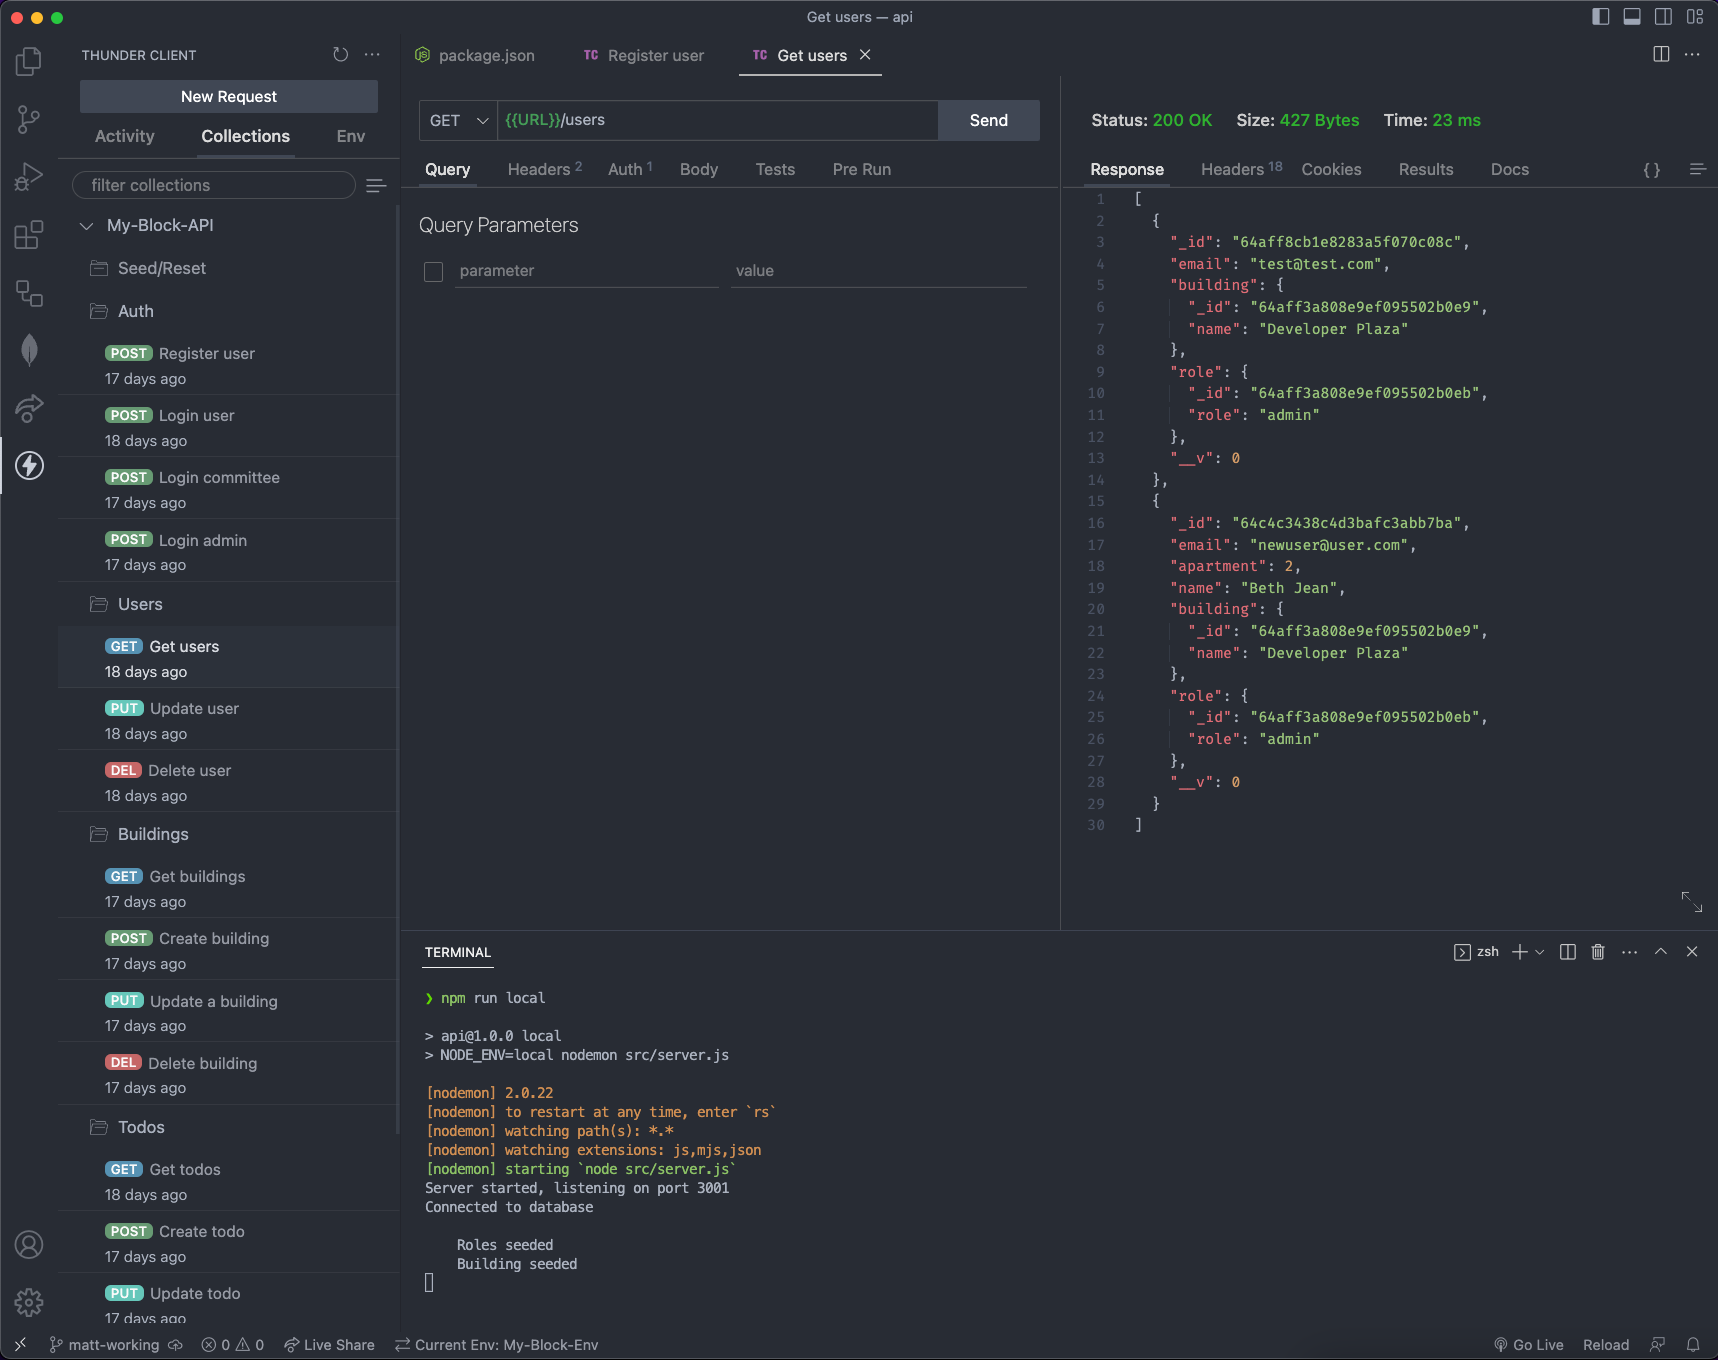 Get users — api
THUNDER CLIENT
New Request
Activity
Collections
Env
filter collections
My-Block-API
Seed/Reset
Auth
POST Register user
17 days ago
POST Login user
18 days ago
POST Login committee
17 days ago
POST Login admin
17 days ago
Users
GET Get users
18 days ago
PUT Update user
18 days ago
DEL Delete user
18 days ago
Buildings
GET Get buildings
17 days ago
POST Create building
17 days ago
PUT Update a building
17 days ago
DEL Delete building
17 days ago
Todos
GET Get todos
18 days ago
POST Create todo
17 days ago
PUT Update todo
17 days ago
package.json
TC Register user
TC Get users
GET {{URL}}/users
Send
Query
Headers 2
Auth 1
Body
Tests
Pre Run
Query Parameters
parameter
value
Status: 200 OK Size: 427 Bytes Time: 23 ms
Response
Headers 18
Cookies
Results
Docs
{ }
1 [
2 {
3 "_id": "64aff8cb1e8283a5f070c08c",
4 "email": "test@test.com",
5 "building": {
6 "_id": "64aff3a808e9ef095502b0e9",
7 "name": "Developer Plaza"
8 },
9 "role": {
10 "_id": "64aff3a808e9ef095502b0eb",
11 "role": "admin"
12 },
13 "__v": 0
14 },
15 {
16 "_id": "64c4c3438c4d3bafc3abb7ba",
17 "email": "newuser@user.com",
18 "apartment": 2,
19 "name": "Beth Jean",
20 "building": {
21 "_id": "64aff3a808e9ef095502b0e9",
22 "name": "Developer Plaza"
23 },
24 "role": {
25 "_id": "64aff3a808e9ef095502b0eb",
26 "role": "admin"
27 },
28 "__v": 0
29 }
30 ]
TERMINAL
zsh
❯ npm run local
> api@1.0.0 local
> NODE_ENV=local nodemon src/server.js
[nodemon] 2.0.22
[nodemon] to restart at any time, enter `rs`
[nodemon] watching path(s): *.*
[nodemon] watching extensions: js,mjs,json
[nodemon] starting `node src/server.js`
Server started, listening on port 3001
Connected to database
Roles seeded
Building seeded
matt-working
0
0
Live Share
Current Env: My-Block-Env
Go Live
Reload